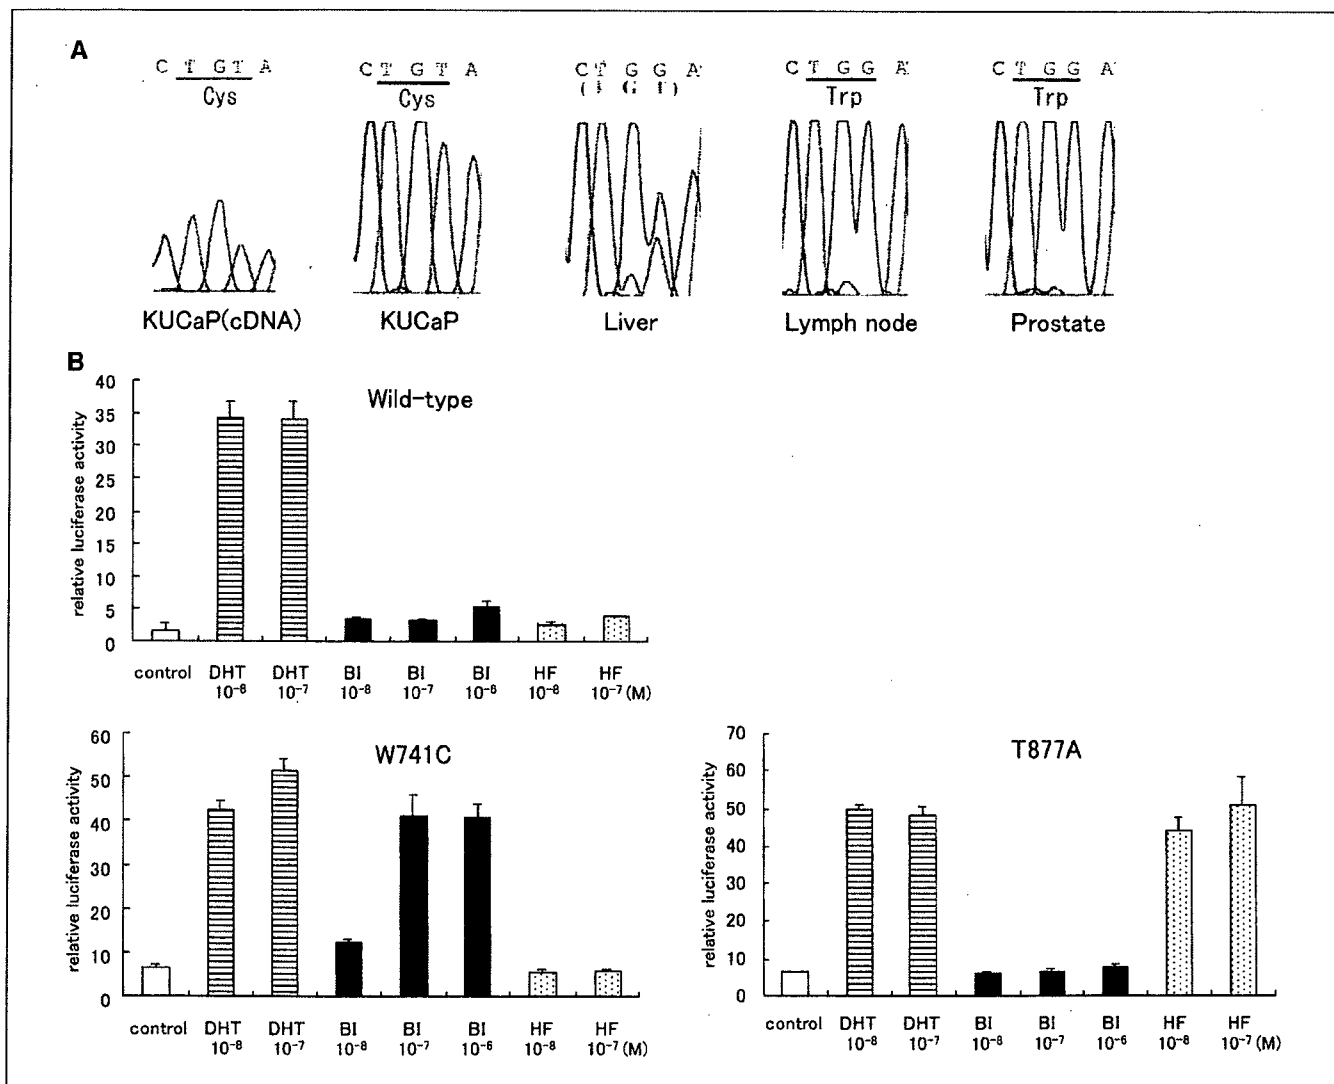 A
C T G T A
Cys
KUCaP(cDNA)
C T G T A
Cys
KUCaP
C T G G A
( T G T )
Liver
C T G G A
Trp
Lymph node
C T G G A
Trp
Prostate
B
Wild-type
relative luciferase activity
40
35
30
25
20
15
10
5
0
control DHT DHT BI BI BI HF HF
10⁻⁸ 10⁻⁷ 10⁻⁸ 10⁻⁷ 10⁻⁶ 10⁻⁸ 10⁻⁷ (M)
W741C
relative luciferase activity
60
50
40
30
20
10
0
control DHT DHT BI BI BI HF HF
10⁻⁸ 10⁻⁷ 10⁻⁸ 10⁻⁷ 10⁻⁶ 10⁻⁸ 10⁻⁷ (M)
T877A
relative luciferase activity
70
60
50
40
30
20
10
0
control DHT DHT BI BI BI HF HF
10⁻⁸ 10⁻⁷ 10⁻⁸ 10⁻⁷ 10⁻⁶ 10⁻⁸ 10⁻⁷ (M)